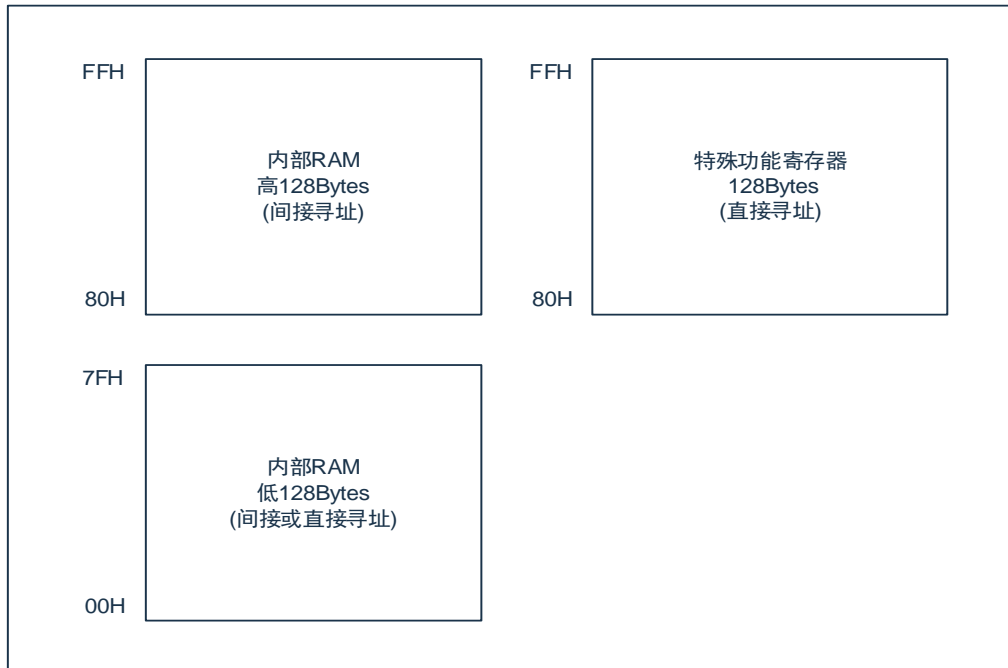 FFH
内部RAM
高128Bytes
(间接寻址)
80H
FFH
特殊功能寄存器
128Bytes
(直接寻址)
80H
7FH
内部RAM
低128Bytes
(间接或直接寻址)
00H